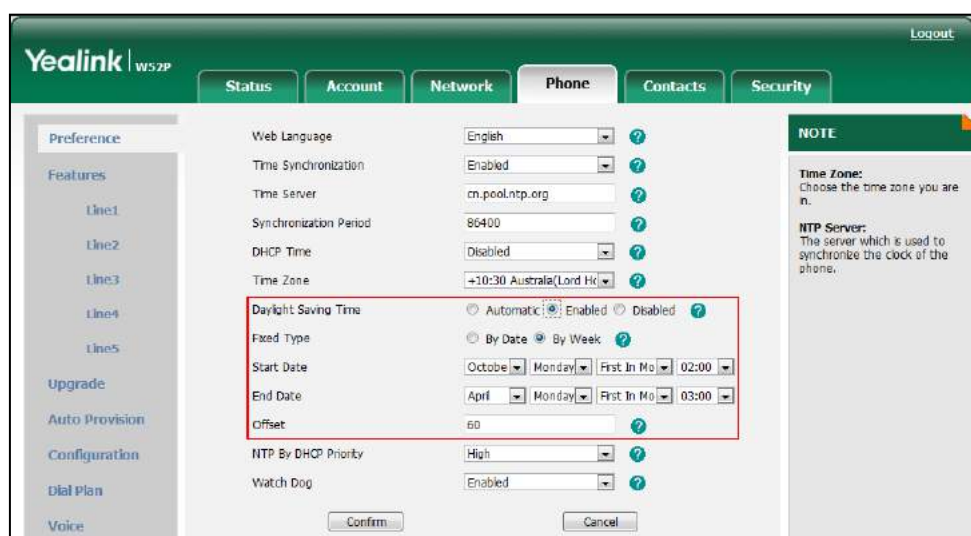 Logout
Yealink W52P
Status Account Network Phone Contacts Security
Preference
Features
Line1
Line2
Line3
Line4
Line5
Upgrade
Auto Provision
Configuration
Dial Plan
Voice
Web Language English
Time Synchronization Enabled
Time Server cn.pool.ntp.org
Synchronization Period 86400
DHCP Time Disabled
Time Zone +10:30 Australia(Lord Ho
Daylight Saving Time Automatic Enabled Disabled
Fixed Type By Date By Week
Start Date Octobe Monday First In Mo 02:00
End Date April Monday First In Mo 03:00
Offset 60
NTP By DHCP Priority High
Watch Dog Enabled
Confirm Cancel
NOTE
Time Zone:
Choose the time zone you are
in.
NTP Server:
The server which is used to
synchronize the clock of the
phone.